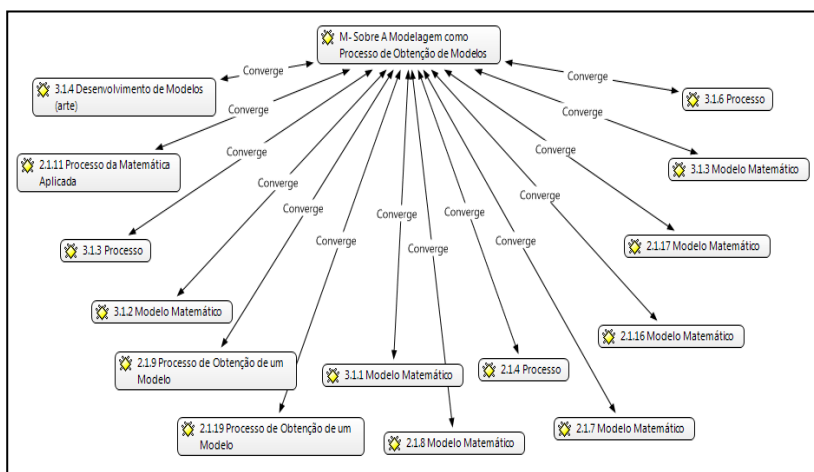 M- Sobre A Modelagem como
Processo de Obtenção de Modelos
Converge
3.1.4 Desenvolvimento de Modelos
(arte)
Converge
3.1.6 Processo
Converge
Converge
2.1.11 Processo da Matemática
Aplicada
Converge
3.1.3 Modelo Matemático
Converge
Converge
3.1.3 Processo
Converge
2.1.17 Modelo Matemático
Converge
Converge
Converge
Converge
Converge
Converge
3.1.2 Modelo Matemático
2.1.16 Modelo Matemático
2.1.9 Processo de Obtenção de um
Modelo
3.1.1 Modelo Matemático
2.1.4 Processo
2.1.19 Processo de Obtenção de um
Modelo
2.1.8 Modelo Matemático
2.1.7 Modelo Matemático